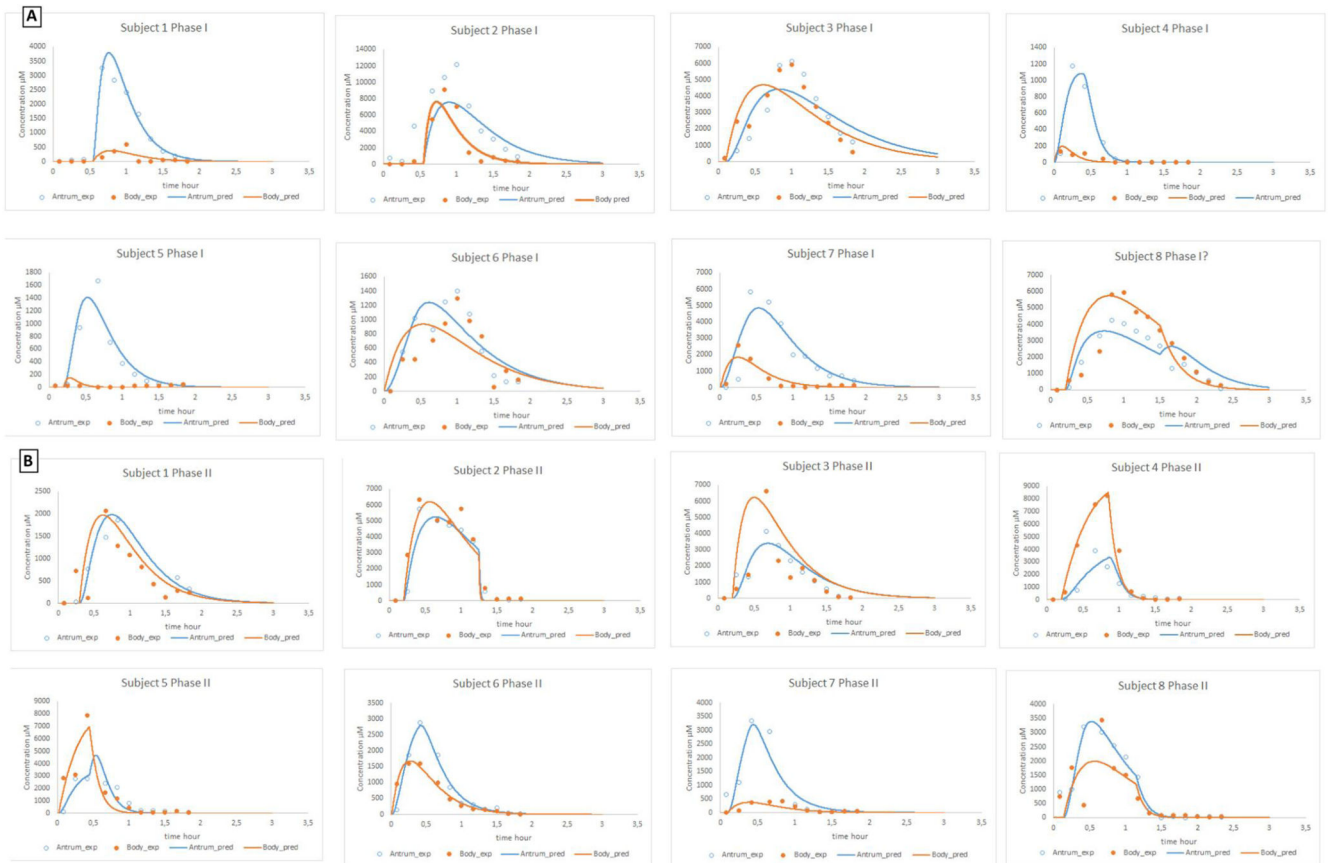 A
Subject 1 Phase I
Concentration µM
4000
3500
3000
2500
2000
1500
1000
500
0
0 0,5 1 1,5 2 2,5 3 3,5
time hour
Antrum_exp Body_exp Antrum_pred Body_pred
Subject 2 Phase I
Concentration µM
14000
12000
10000
8000
6000
4000
2000
0
0 0,5 1 1,5 2 2,5 3 3,5
time hour
Antrum_exp Body_exp Antrum_pred Body pred
Subject 3 Phase I
Concentration µM
7000
6000
5000
4000
3000
2000
1000
0
0 0,5 1 1,5 2 2,5 3 3,5
time hour
Antrum_exp Body_exp Antrum_pred Body_pred
Subject 4 Phase I
Concentration µM
1400
1200
1000
800
600
400
200
0
0 0,5 1 1,5 2 2,5 3 3,5
time hour
Antrum_exp Body_exp Body_pred Antrum_pred
Subject 5 Phase I
Concentration µM
1800
1600
1400
1200
1000
800
600
400
200
0
0 0,5 1 1,5 2 2,5 3 3,5
time hour
Antrum_exp Body_exp Antrum_pred Body_pred
Subject 6 Phase I
Concentration µM
1600
1400
1200
1000
800
600
400
200
0
0 0,5 1 1,5 2 2,5 3 3,5
time hour
Antrum_exp Body_exp Antrum_pred Body_pred
Subject 7 Phase I
Concentration µM
7000
6000
5000
4000
3000
2000
1000
0
0 0,5 1 1,5 2 2,5 3 3,5
time hour
Antrum_exp Body_exp Antrum_pred Body_pred
Subject 8 Phase I?
Concentration µM
7000
6000
5000
4000
3000
2000
1000
0
0 0,5 1 1,5 2 2,5 3 3,5
time hour
Antrum_exp Body_exp Antrum_pred Body_pred
B
Subject 1 Phase II
Concentration µM
2500
2000
1500
1000
500
0
0 0,5 1 1,5 2 2,5 3 3,5
time hour
Antrum_exp Body_exp Antrum_pred Body_pred
Subject 2 Phase II
Concentration µM
7000
6000
5000
4000
3000
2000
1000
0
0 0,5 1 1,5 2 2,5 3 3,5
time hour
Antrum_exp Body_exp Antrum_pred Body_pred
Subject 3 Phase II
Concentration µM
8000
7000
6000
5000
4000
3000
2000
1000
0
0 0,5 1 1,5 2 2,5 3 3,5
time hour
Antrum_exp Body_exp Antrum_pred Body_pred
Subject 4 Phase II
Concentration µM
9000
8000
7000
6000
5000
4000
3000
2000
1000
0
0 0,5 1 1,5 2 2,5 3 3,5
time hour
Antrum_exp Body_exp Antrum_pred Body_pred
Subject 5 Phase II
Concentration µM
9000
8000
7000
6000
5000
4000
3000
2000
1000
0
0 0,5 1 1,5 2 2,5 3 3,5
time hour
Antrum_exp Body_exp Antrum_pred Body_pred
Subject 6 Phase II
Concentration µM
3500
3000
2500
2000
1500
1000
500
0
0 0,5 1 1,5 2 2,5 3 3,5
time hour
Antrum_exp Body_exp Antrum_pred Body_pred
Subject 7 Phase II
Concentration µM
4000
3500
3000
2500
2000
1500
1000
500
0
0 0,5 1 1,5 2 2,5 3 3,5
time hour
Antrum_exp Body_exp Antrum_pred Body_pred
Subject 8 Phase II
Concentration µM
4000
3500
3000
2500
2000
1500
1000
500
0
0 0,5 1 1,5 2 2,5 3 3,5
time hour
Antrum_exp Body_exp Antrum_pred Body_pred